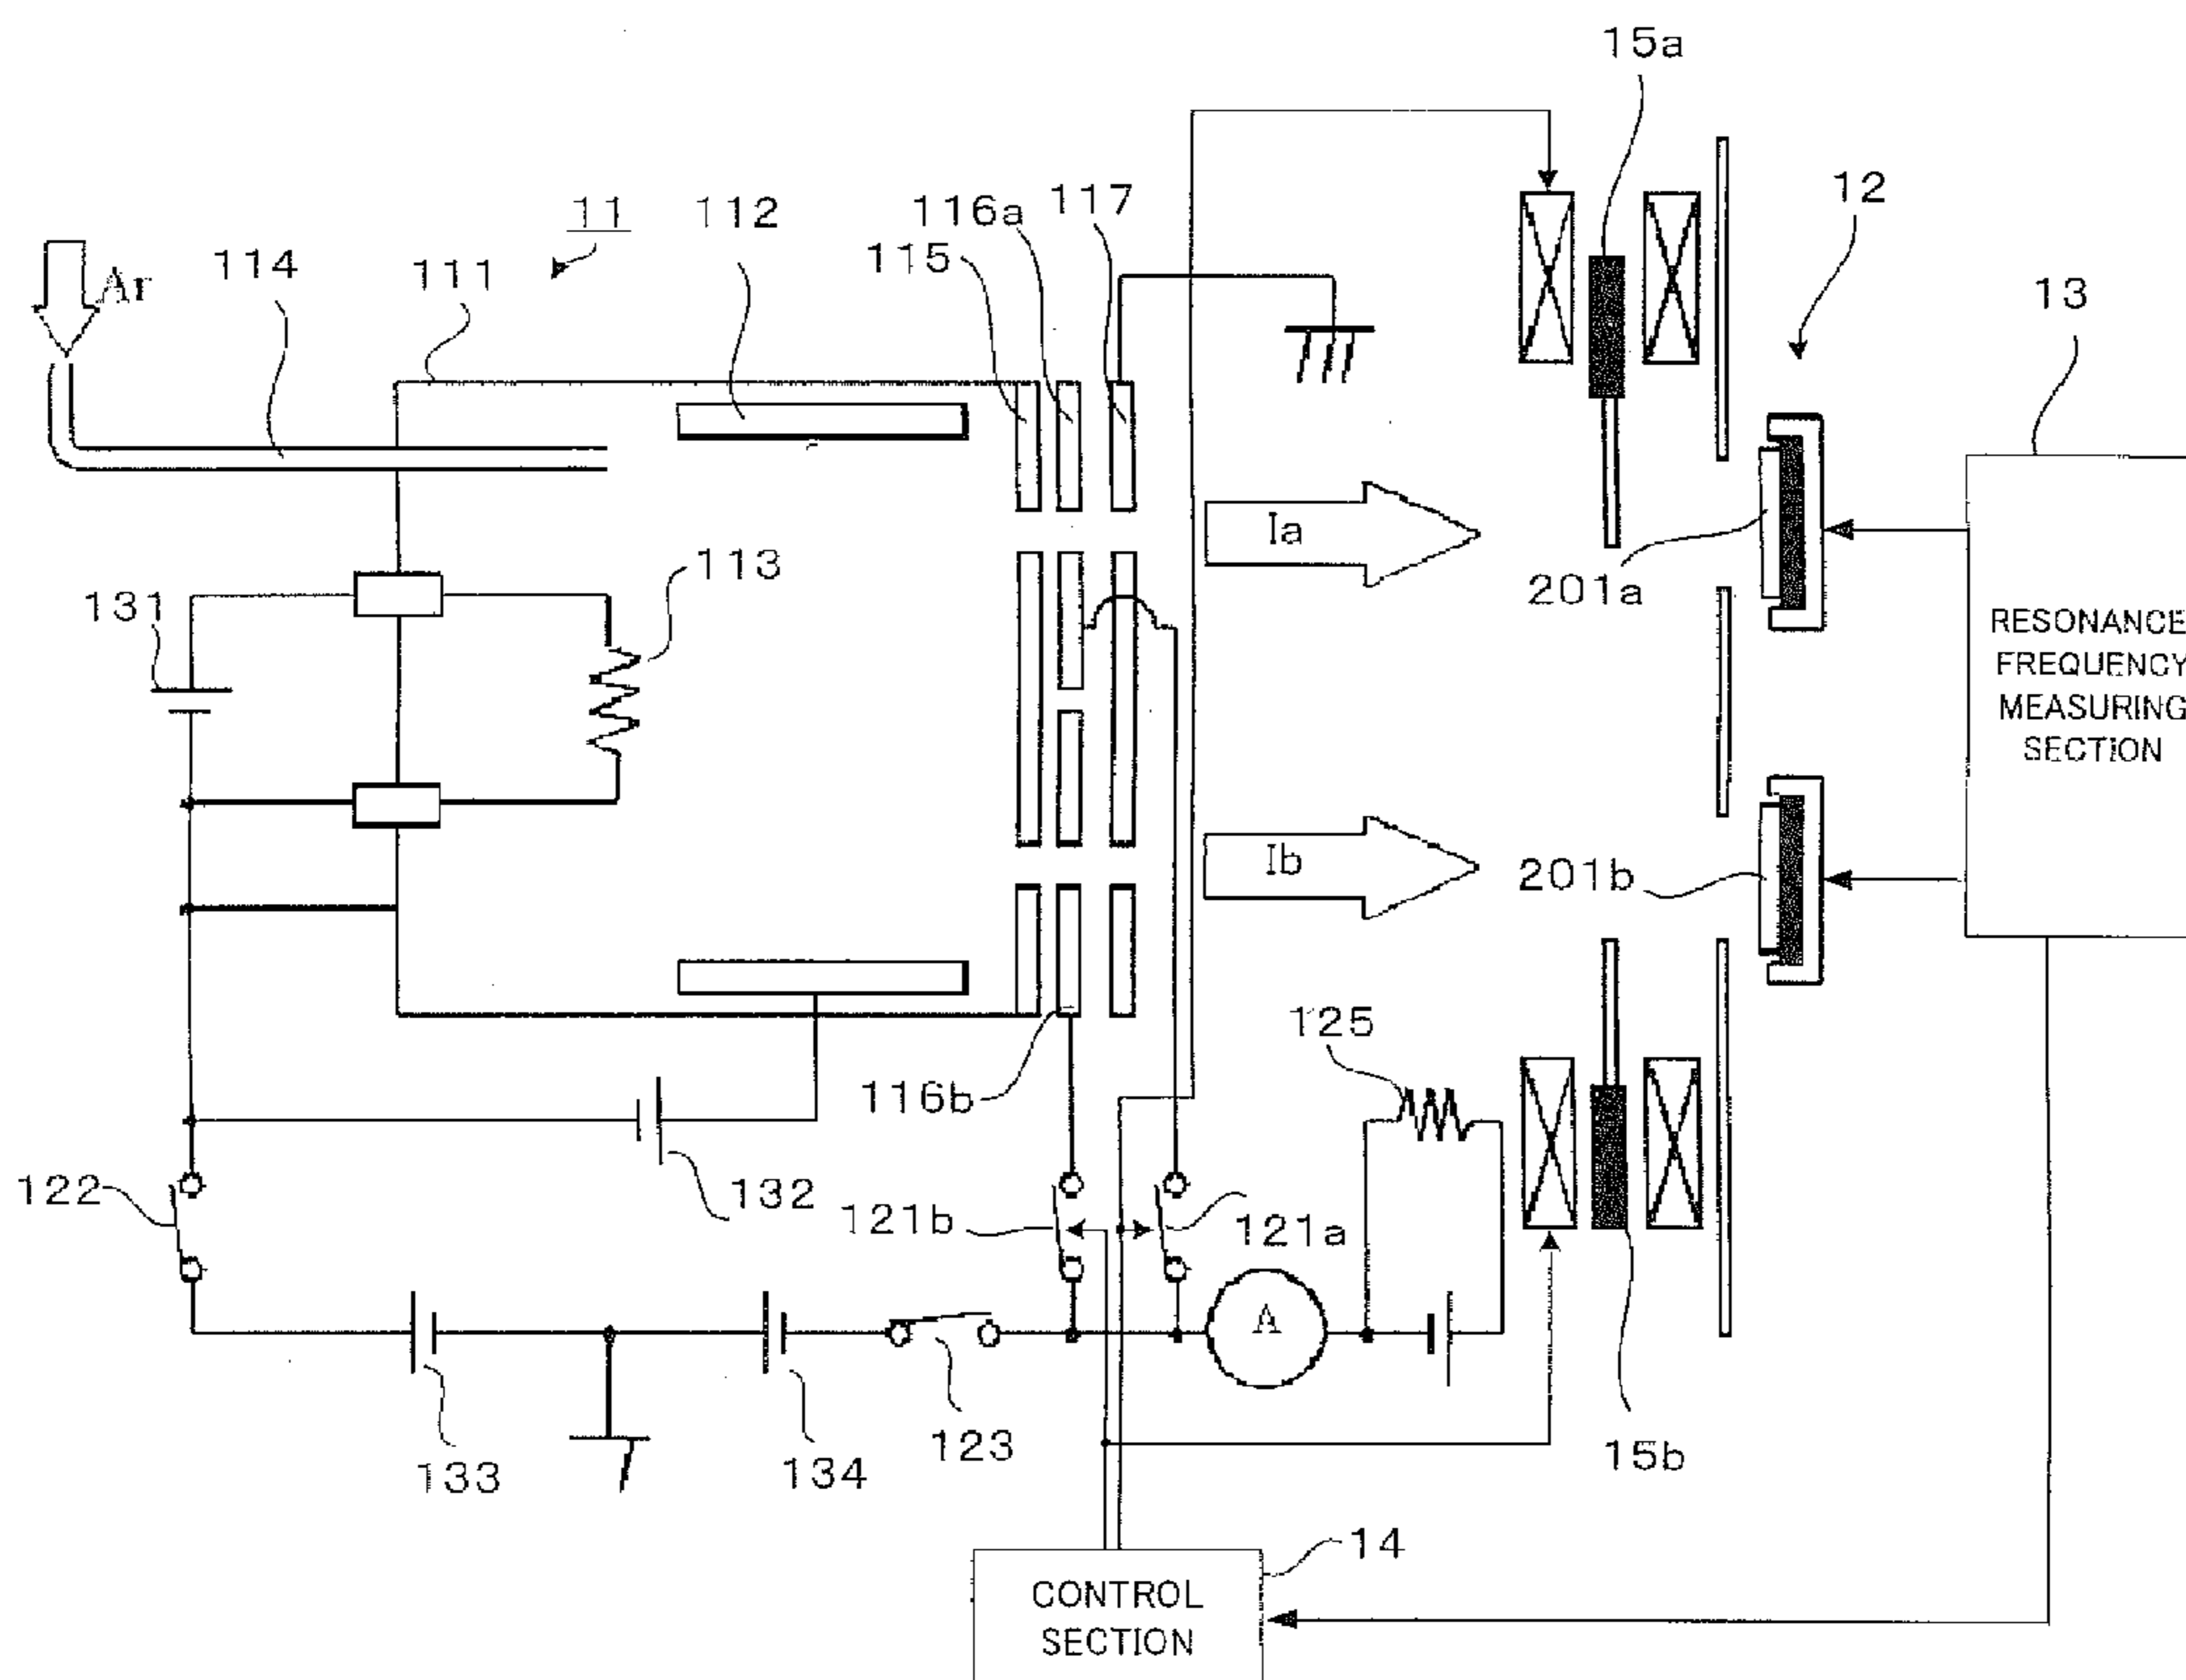 15a
12
11
112
116a
117
115
114
111
Ar
13
113
131
Ia
201a
RESONANCE
FREQUENCY
MEASURING
SECTION
Ib
201b
125
116b
122
132
121b
121a
A
123
133
134
15b
14
CONTROL
SECTION